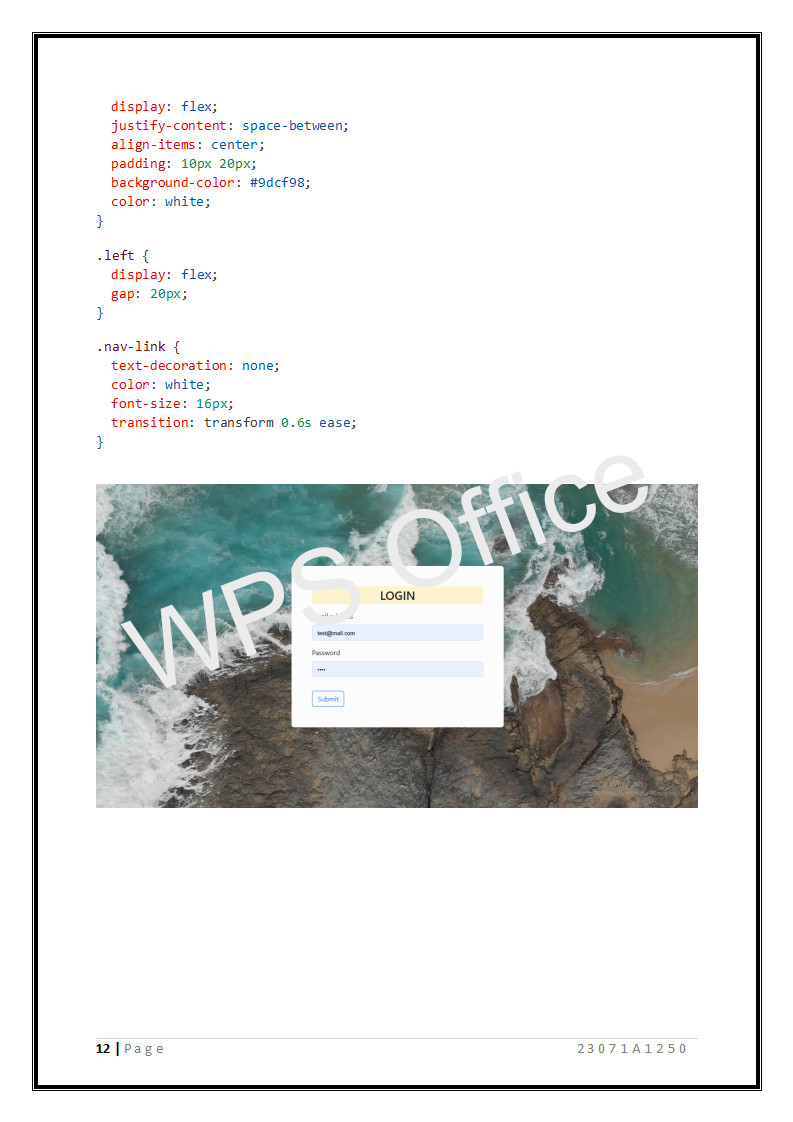 display: flex;
justify-content: space-between;
align-items: center;
padding: 10px 20px;
background-color: #9dcf98;
color: white;
}
.left {
display: flex;
gap: 20px;
}
.nav-link {
text-decoration: none;
color: white;
font-size: 16px;
transition: transform 0.6s ease;
}
WPS Office
LOGIN
test@mail.com
Password
••••
Submit
12 | Page
23071A1250